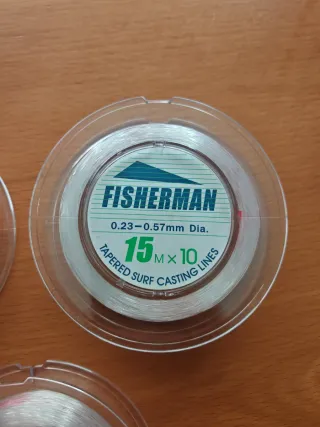 FISHERMAN
0.23-0.57mm Dia.
15M×10
TAPERED SURF CASTING LINES